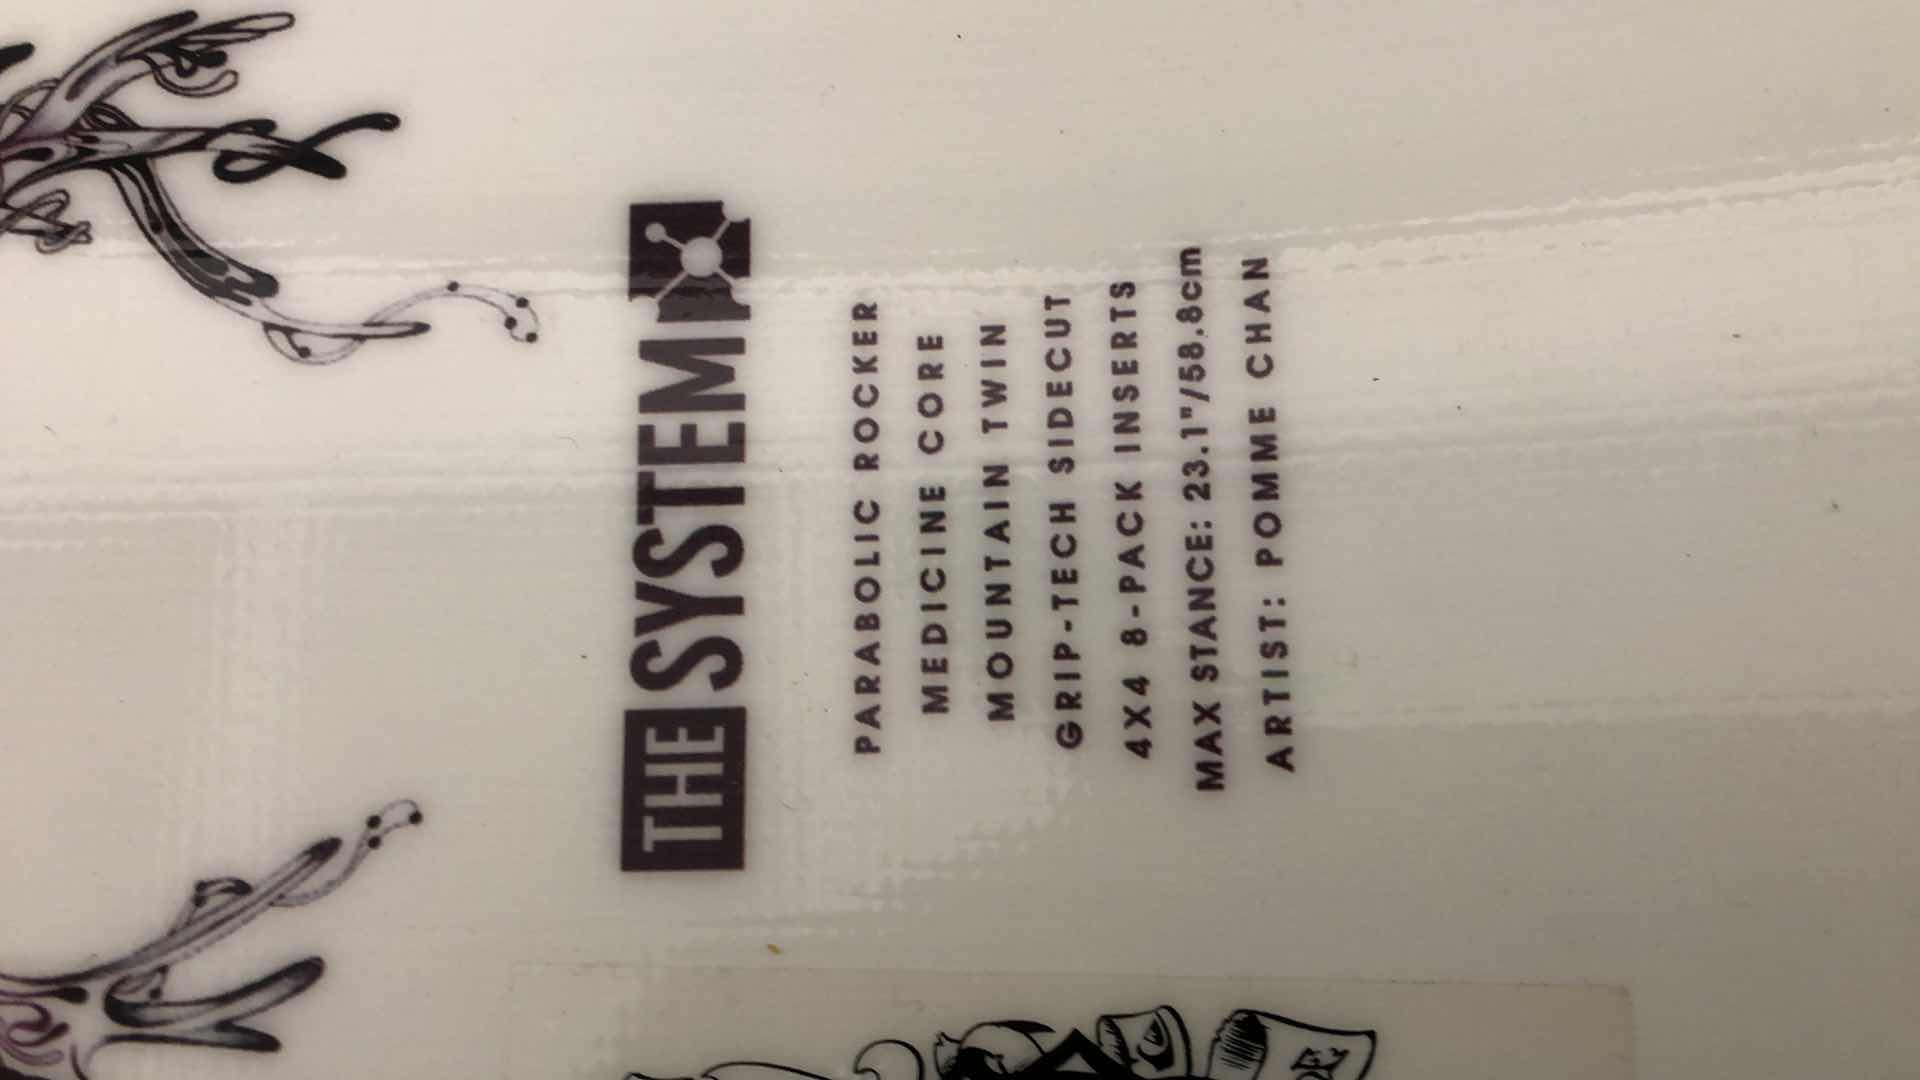 THE SYSTEM
PARABOLIC ROCKER
MEDICINE CORE
MOUNTAIN TWIN
GRIP-TECH SIDECUT
4X4 8-PACK INSERTS
MAX STANCE: 23.1"/58.8cm
ARTIST: POMME CHAN